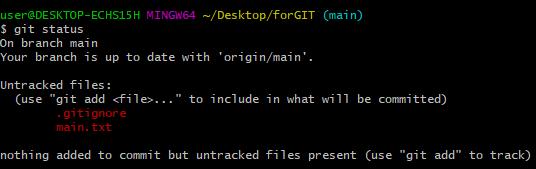 user@DESKTOP-ECHS15H MINGW64 ~/Desktop/forGIT (main)
$ git status
On branch main
Your branch is up to date with 'origin/main'.
Untracked files:
(use "git add <file>..." to include in what will be committed)
.gitignore
main.txt
nothing added to commit but untracked files present (use "git add" to track)